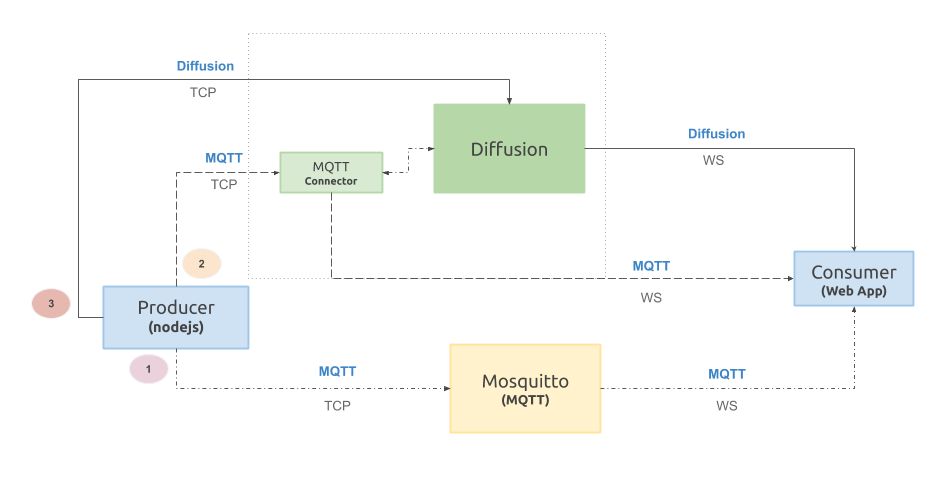 Diffusion
TCP
Diffusion
Diffusion
WS
MQTT
TCP
MQTT
Connector
2
MQTT
WS
Consumer
(Web App)
3
Producer
(nodejs)
1
MQTT
TCP
Mosquitto
(MQTT)
MQTT
WS